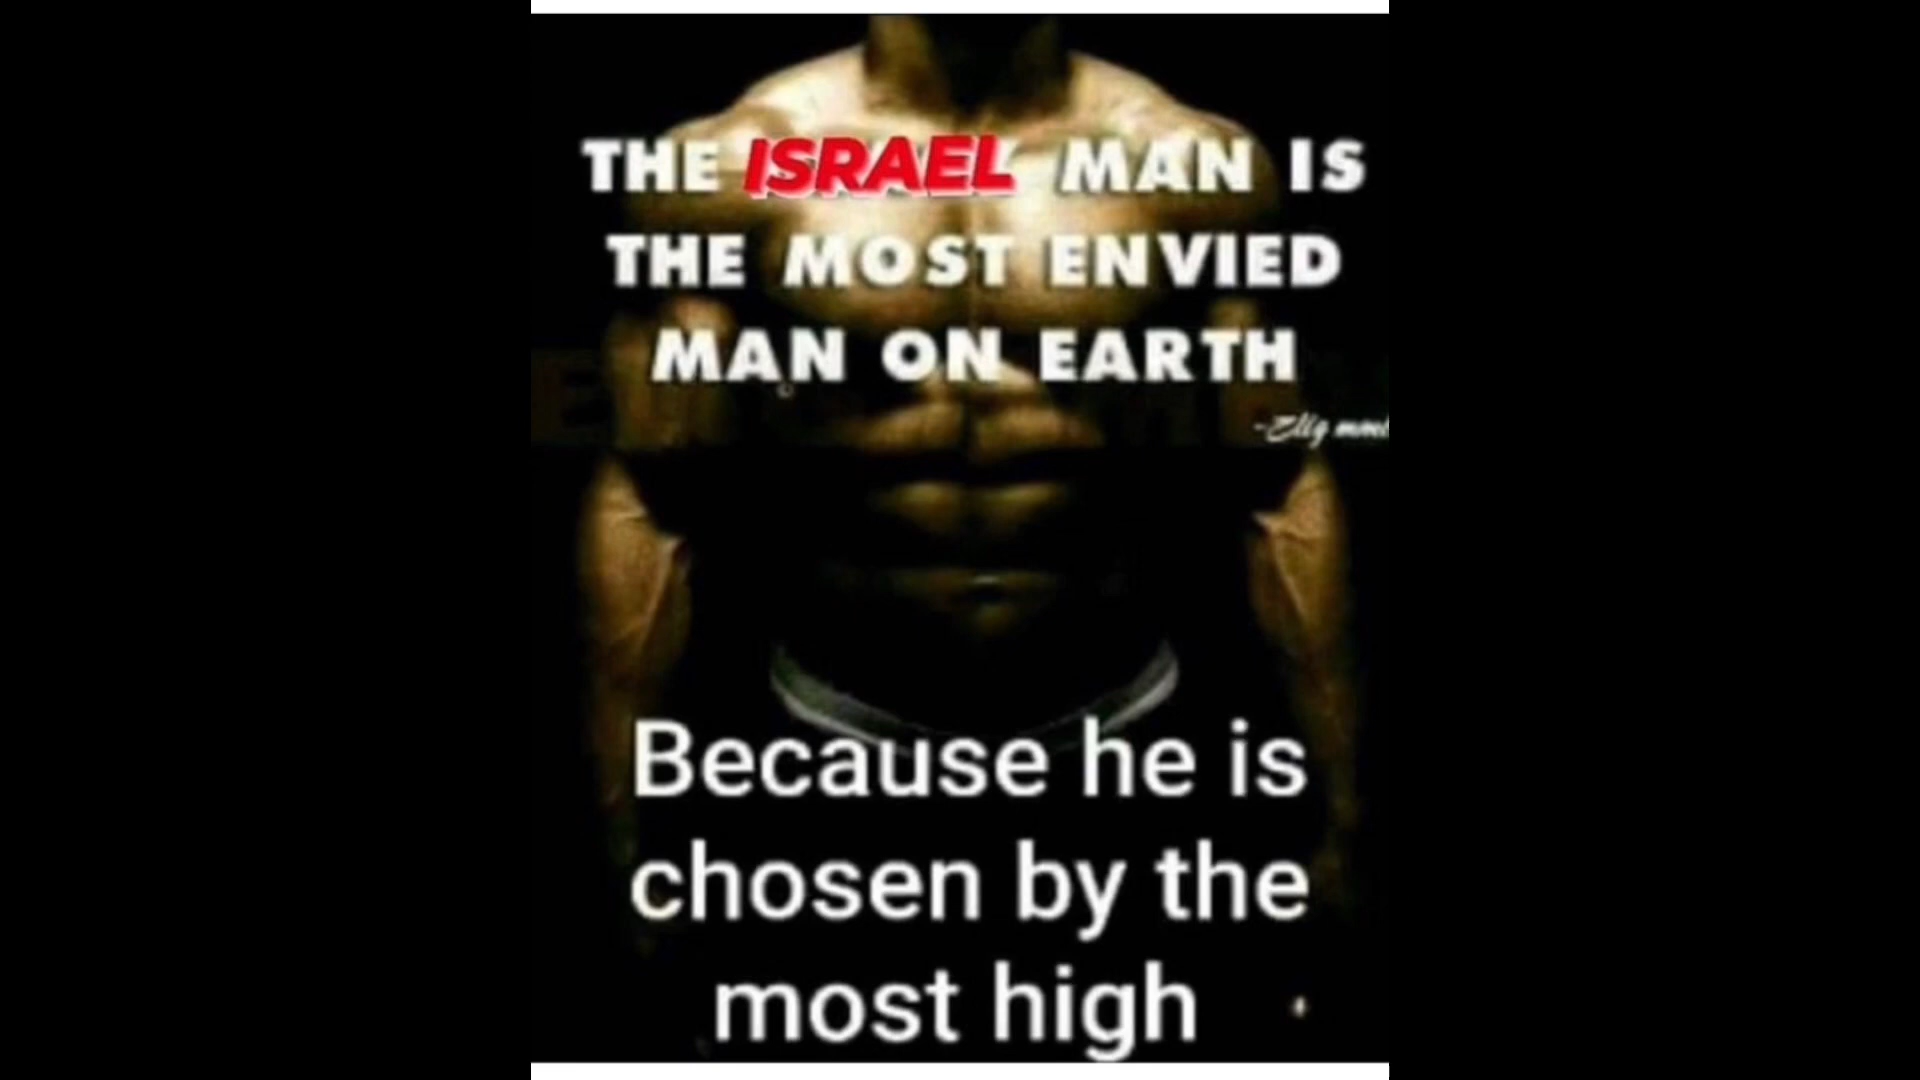 THE ISRAEL MAN IS
THE MOST ENVIED
MAN ON EARTH
Because he is
chosen by the
most high